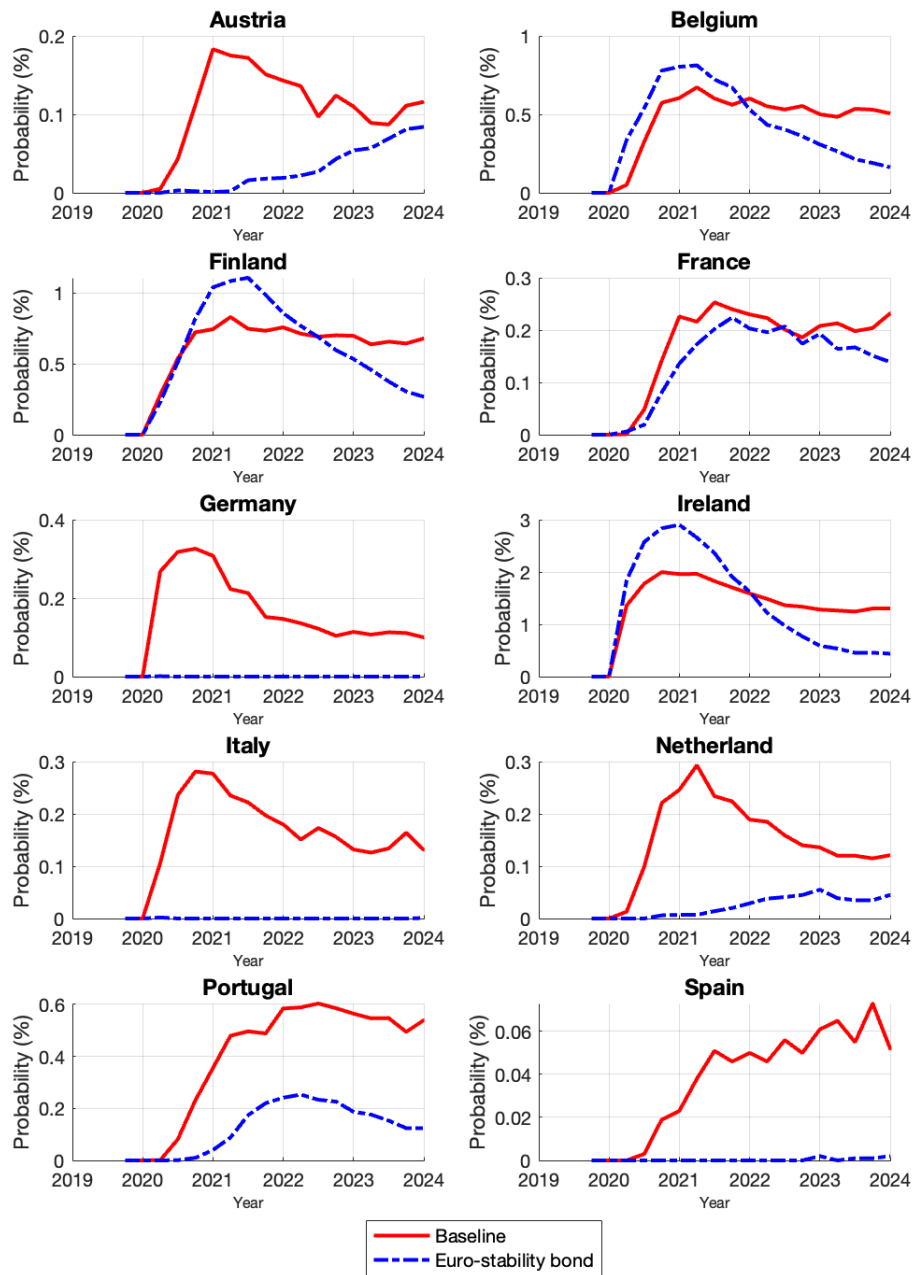 Austria
Probability (%)
0.2
0.1
0
2019 2020 2021 2022 2023 2024
Year
Belgium
Probability (%)
1
0.5
0
2019 2020 2021 2022 2023 2024
Year
Finland
Probability (%)
1
0.5
0
2019 2020 2021 2022 2023 2024
Year
France
Probability (%)
0.3
0.2
0.1
0
2019 2020 2021 2022 2023 2024
Year
Germany
Probability (%)
0.4
0.2
0
2019 2020 2021 2022 2023 2024
Year
Ireland
Probability (%)
3
2
1
0
2019 2020 2021 2022 2023 2024
Year
Italy
Probability (%)
0.3
0.2
0.1
0
2019 2020 2021 2022 2023 2024
Year
Netherland
Probability (%)
0.3
0.2
0.1
0
2019 2020 2021 2022 2023 2024
Year
Portugal
Probability (%)
0.6
0.4
0.2
0
2019 2020 2021 2022 2023 2024
Year
Spain
Probability (%)
0.06
0.04
0.02
0
2019 2020 2021 2022 2023 2024
Year
Baseline
Euro-stability bond